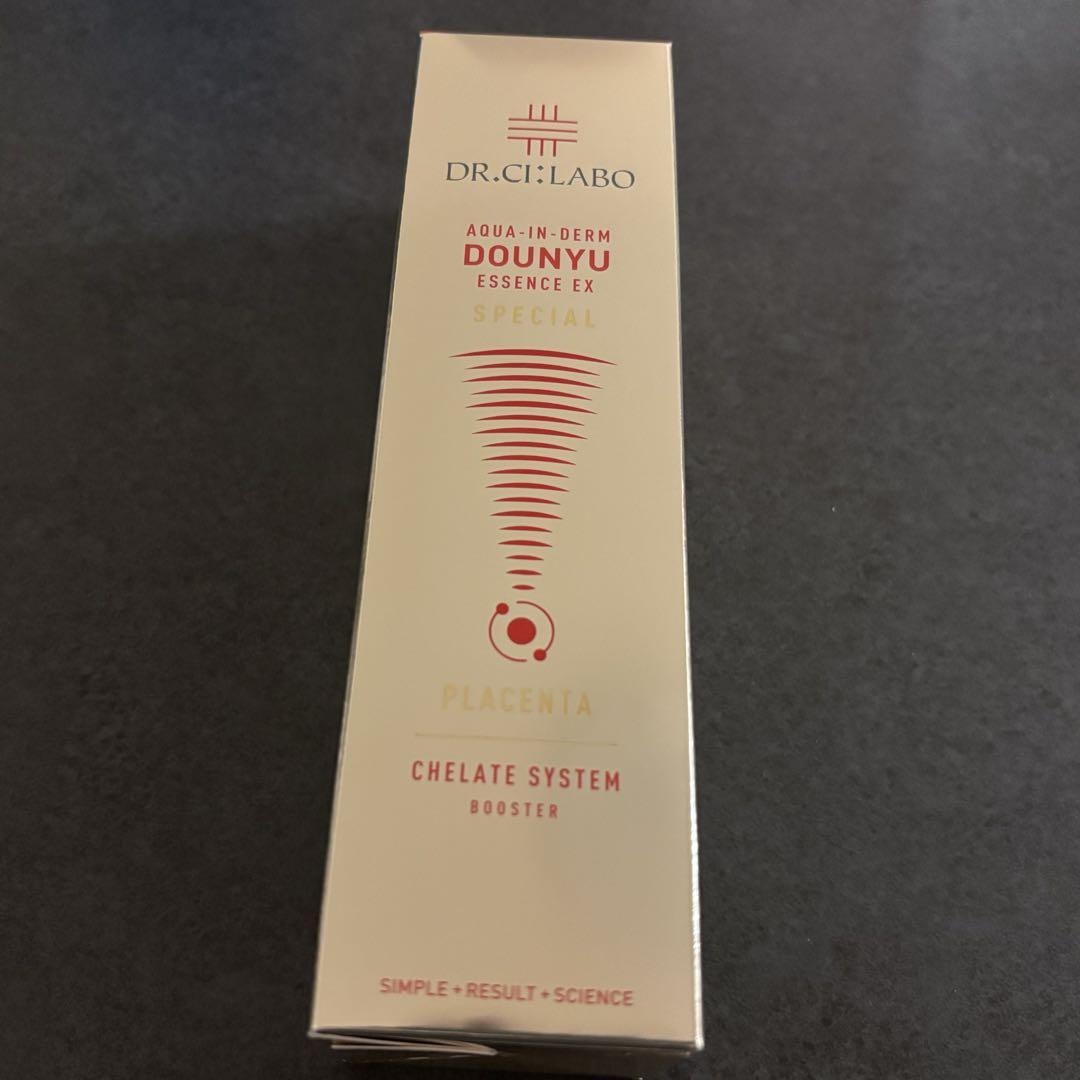 DR.CI:LABO
AQUA-IN-DERM
DOUNYU
ESSENCE EX
SPECIAL
PLACENTA
CHELATE SYSTEM
BOOSTER
SIMPLE+RESULT+SCIENCE